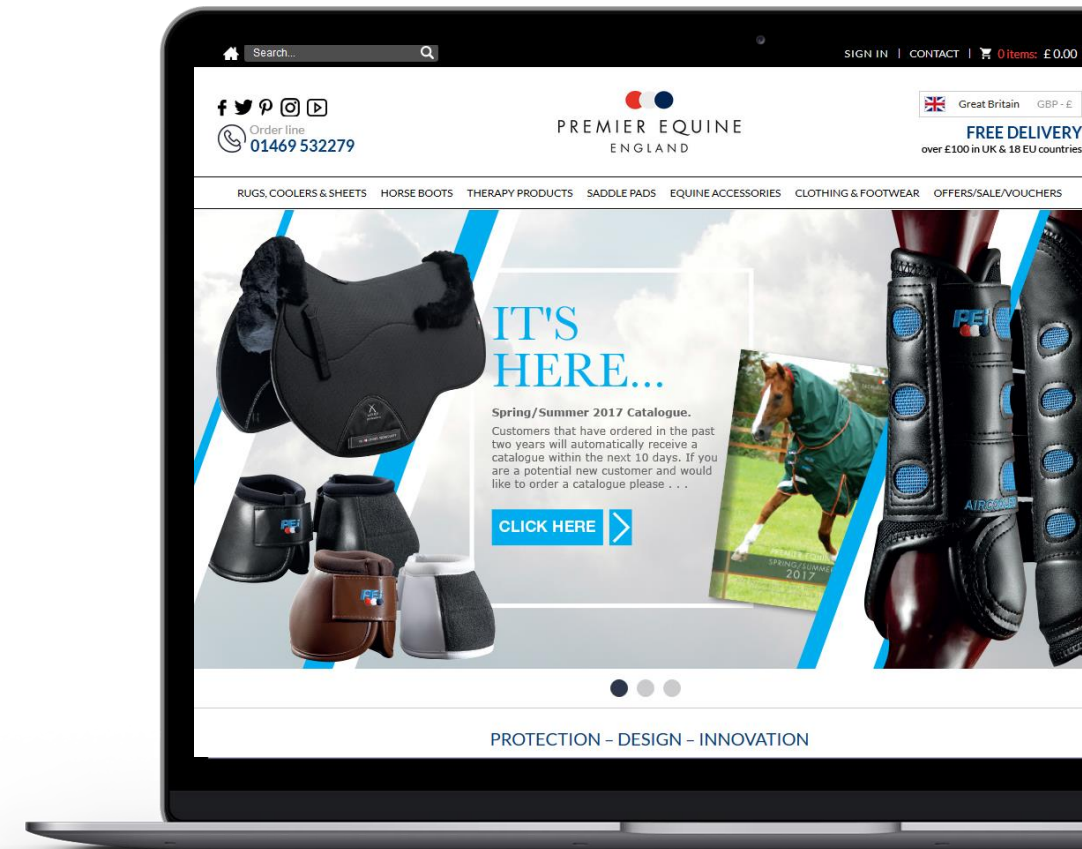 Search...
SIGN IN | CONTACT | 0 items: £ 0.00
Order line
01469 532279
PREMIER EQUINE
ENGLAND
Great Britain GBP - £
FREE DELIVERY
over £100 in UK & 18 EU countries
RUGS, COOLERS & SHEETS HORSE BOOTS THERAPY PRODUCTS SADDLE PADS EQUINE ACCESSORIES CLOTHING & FOOTWEAR OFFERS/SALE/VOUCHERS
IT'S
HERE...
Spring/Summer 2017 Catalogue.
Customers that have ordered in the past
two years will automatically receive a
catalogue within the next 10 days. If you
are a potential new customer and would
like to order a catalogue please . . .
CLICK HERE
PEI
PEI
PEI
PREMIER EQUINE
SPRING/SUMMER
2017
PROTECTION – DESIGN – INNOVATION